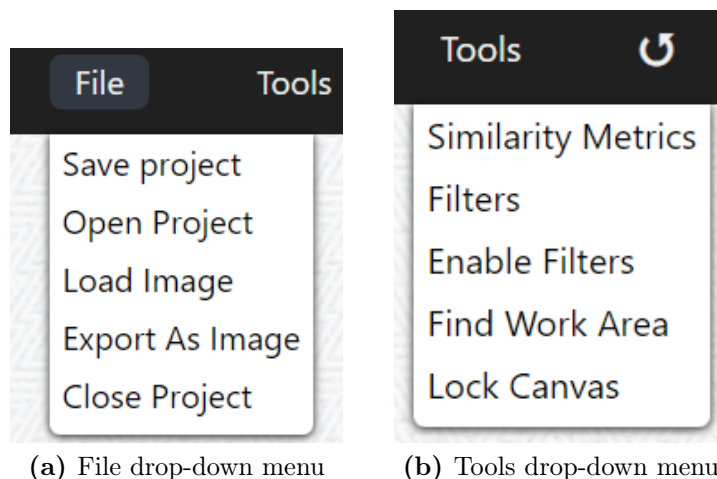 File Tools
Save project
Open Project
Load Image
Export As Image
Close Project
(a) File drop-down menu
Tools
Similarity Metrics
Filters
Enable Filters
Find Work Area
Lock Canvas
(b) Tools drop-down menu